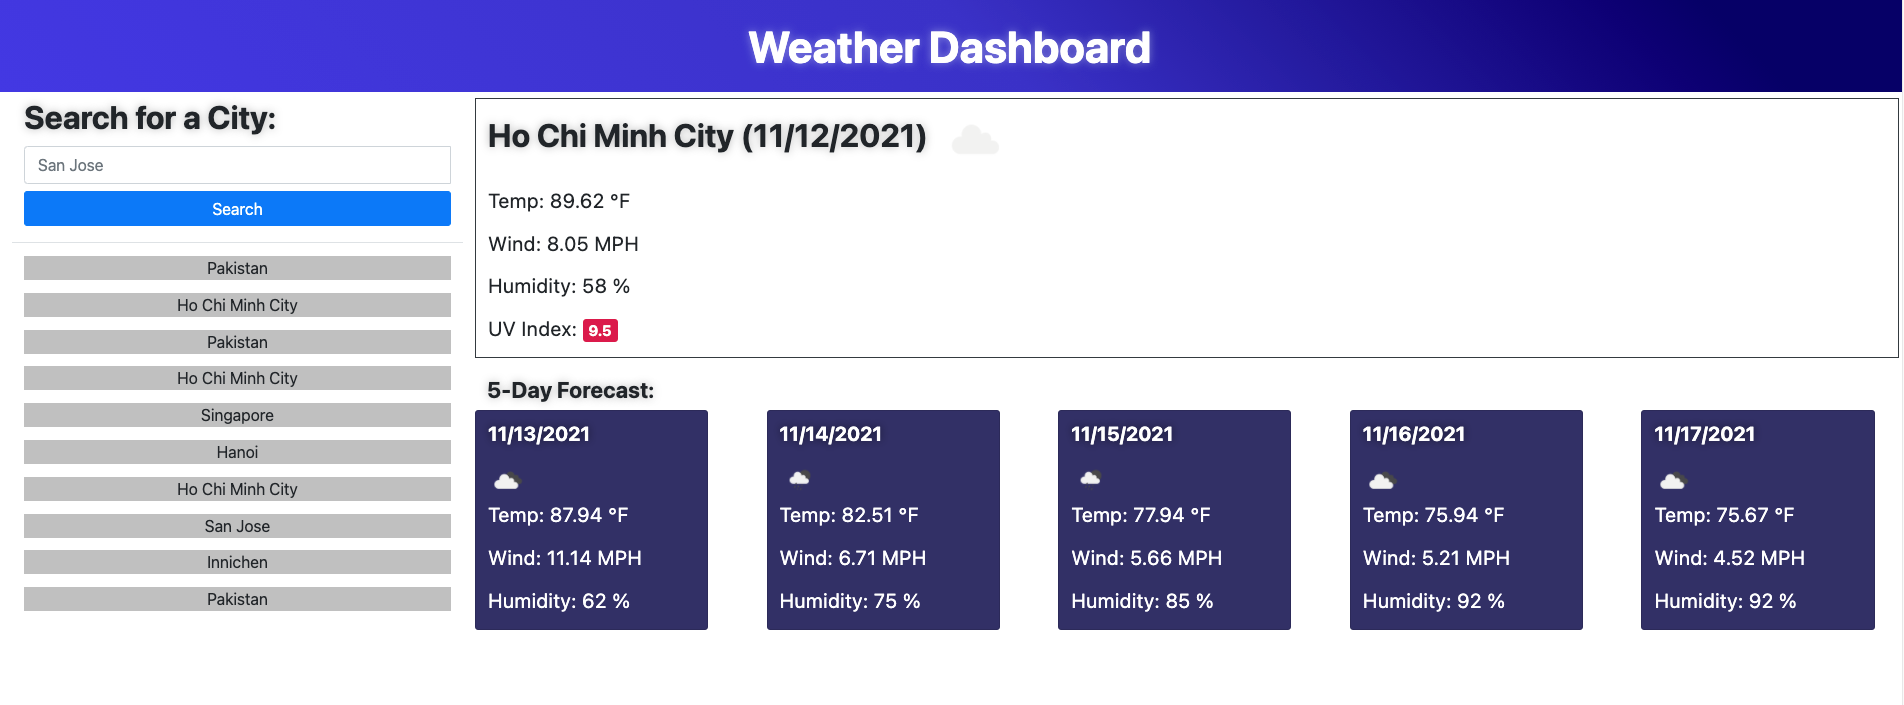 Weather Dashboard
Search for a City:
San Jose
Search
Pakistan
Ho Chi Minh City
Pakistan
Ho Chi Minh City
Singapore
Hanoi
Ho Chi Minh City
San Jose
Innichen
Pakistan
Ho Chi Minh City (11/12/2021)
Temp: 89.62 °F
Wind: 8.05 MPH
Humidity: 58 %
UV Index: 9.5
5-Day Forecast:
11/13/2021
Temp: 87.94 °F
Wind: 11.14 MPH
Humidity: 62 %
11/14/2021
Temp: 82.51 °F
Wind: 6.71 MPH
Humidity: 75 %
11/15/2021
Temp: 77.94 °F
Wind: 5.66 MPH
Humidity: 85 %
11/16/2021
Temp: 75.94 °F
Wind: 5.21 MPH
Humidity: 92 %
11/17/2021
Temp: 75.67 °F
Wind: 4.52 MPH
Humidity: 92 %